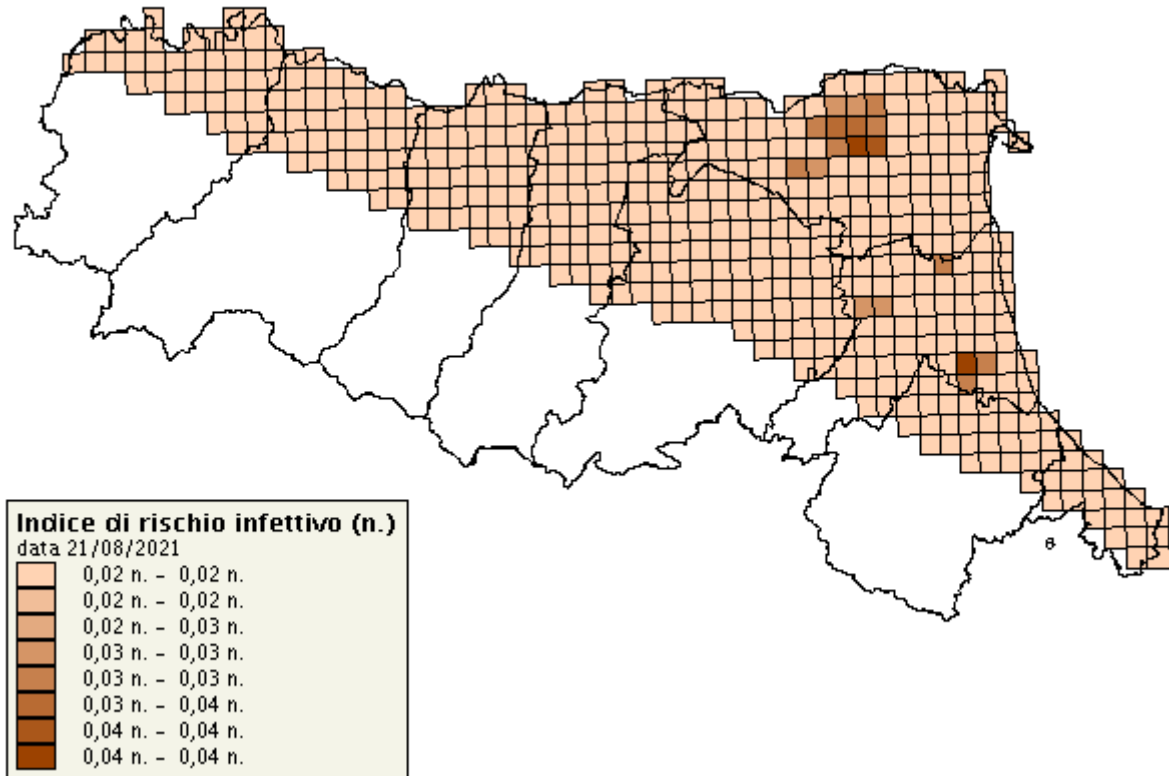 Indice di rischio infettivo (n.)
data 21/08/2021
0,02 n. - 0,02 n.
0,02 n. - 0,02 n.
0,02 n. - 0,03 n.
0,03 n. - 0,03 n.
0,03 n. - 0,03 n.
0,03 n. - 0,04 n.
0,04 n. - 0,04 n.
0,04 n. - 0,04 n.